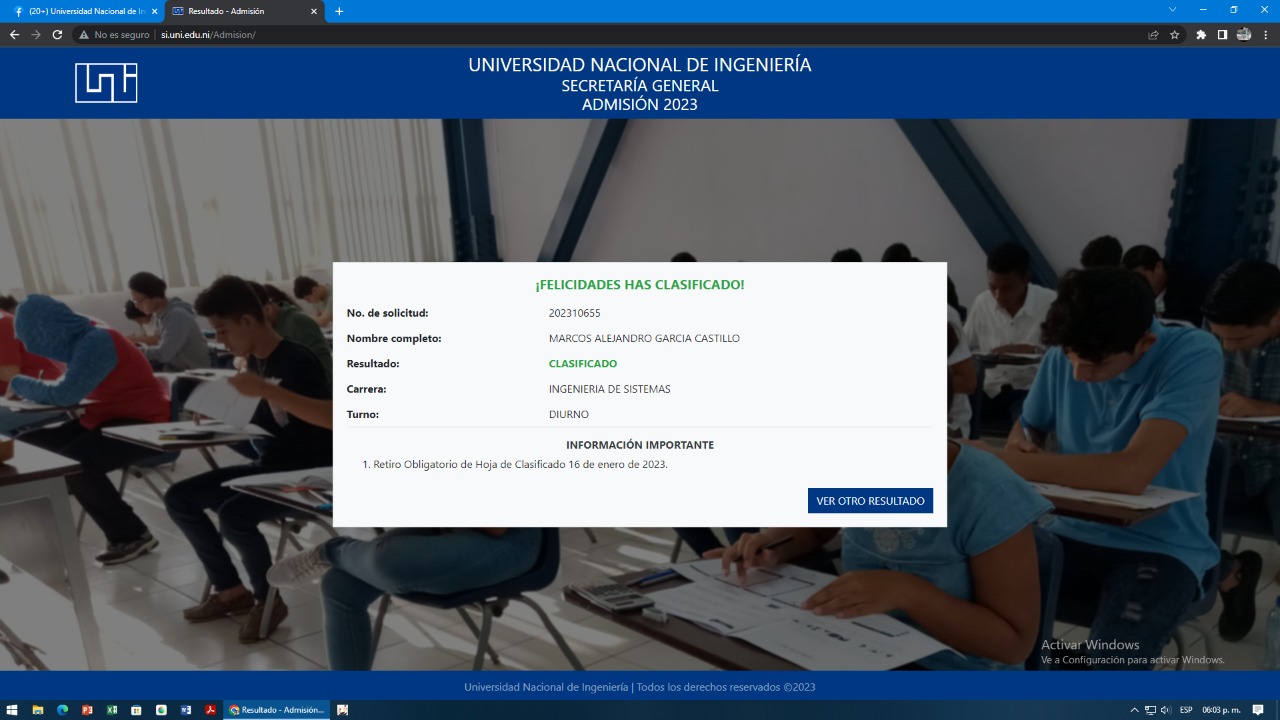 (20+) Universidad Nacional de In
Resultado - Admisión
No es seguro | si.uni.edu.ni/Admision/
UNIVERSIDAD NACIONAL DE INGENIERÍA
SECRETARÍA GENERAL
ADMISIÓN 2023
¡FELICIDADES HAS CLASIFICADO!
No. de solicitud: 202310655
Nombre completo: MARCOS ALEJANDRO GARCIA CASTILLO
Resultado: CLASIFICADO
Carrera: INGENIERIA DE SISTEMAS
Turno: DIURNO
INFORMACIÓN IMPORTANTE
1. Retiro Obligatorio de Hoja de Clasificado 16 de enero de 2023.
VER OTRO RESULTADO
Activar Windows
Ve a Configuración para activar Windows.
Universidad Nacional de Ingeniería | Todos los derechos reservados ©2023
Resultado - Admisión...
ESP
06:03 p. m.